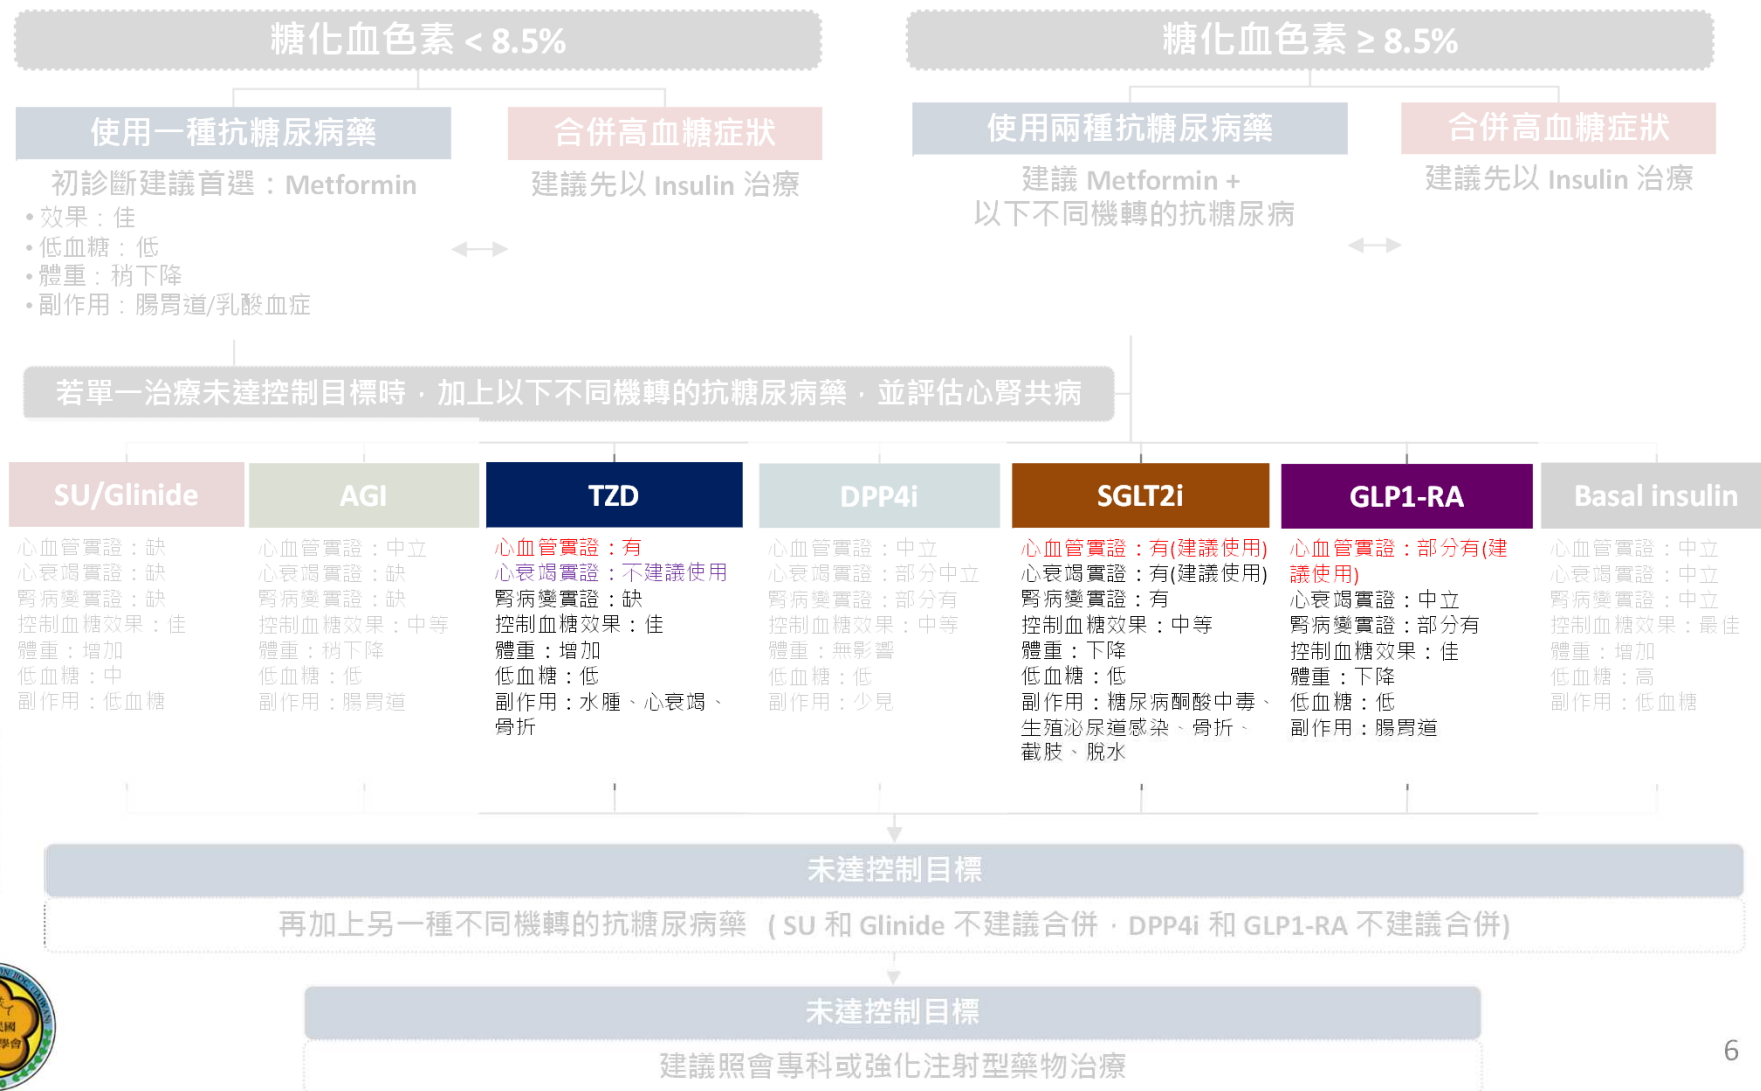 糖化血色素 < 8.5%
糖化血色素 ≥ 8.5%
使用一種抗糖尿病藥
合併高血糖症狀
使用兩種抗糖尿病藥
合併高血糖症狀
初診斷建議首選：Metformin
• 效果：佳
• 低血糖：低
• 體重：稍下降
• 副作用：腸胃道/乳酸血症
建議先以 Insulin 治療
建議 Metformin +
以下不同機轉的抗糖尿病
建議先以 Insulin 治療
若單一治療未達控制目標時，加上以下不同機轉的抗糖尿病藥，並評估心腎共病
SU/Glinide
心血管實證：缺
心衰竭實證：缺
腎病變實證：缺
控制血糖效果：佳
體重：增加
低血糖：中
副作用：低血糖
AGI
心血管實證：中立
心衰竭實證：缺
腎病變實證：缺
控制血糖效果：中等
體重：稍下降
低血糖：低
副作用：腸胃道
TZD
心血管實證：有
心衰竭實證：不建議使用
腎病變實證：缺
控制血糖效果：佳
體重：增加
低血糖：低
副作用：水腫、心衰竭、
骨折
DPP4i
心血管實證：中立
心衰竭實證：部分中立
腎病變實證：部分有
控制血糖效果：中等
體重：無影響
低血糖：低
副作用：少見
SGLT2i
心血管實證：有(建議使用)
心衰竭實證：有(建議使用)
腎病變實證：有
控制血糖效果：中等
體重：下降
低血糖：低
副作用：糖尿病酮酸中毒、
生殖泌尿道感染、骨折、
截肢、脫水
GLP1-RA
心血管實證：部分有(建
議使用)
心衰竭實證：中立
腎病變實證：部分有
控制血糖效果：佳
體重：下降
低血糖：低
副作用：腸胃道
Basal insulin
心血管實證：中立
心衰竭實證：中立
腎病變實證：中立
控制血糖效果：最佳
體重：增加
低血糖：高
副作用：低血糖
未達控制目標
再加上另一種不同機轉的抗糖尿病藥 ( SU 和 Glinide 不建議合併，DPP4i 和 GLP1-RA 不建議合併)
未達控制目標
建議照會專科或強化注射型藥物治療
6